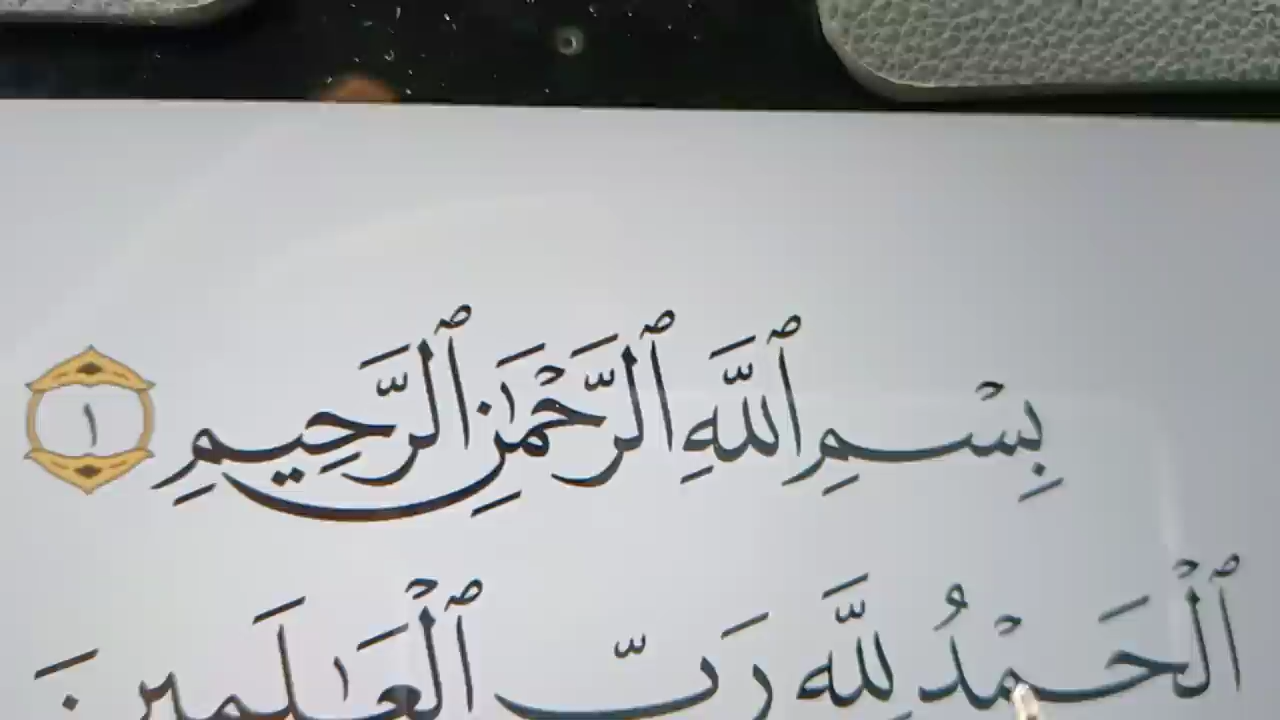 بِسْمِ ٱللَّهِ ٱلرَّحْمَٰنِ ٱلرَّحِيمِ ١
ٱلْحَمْدُ لِلَّهِ رَبِّ ٱلْعَٰلَمِينَ